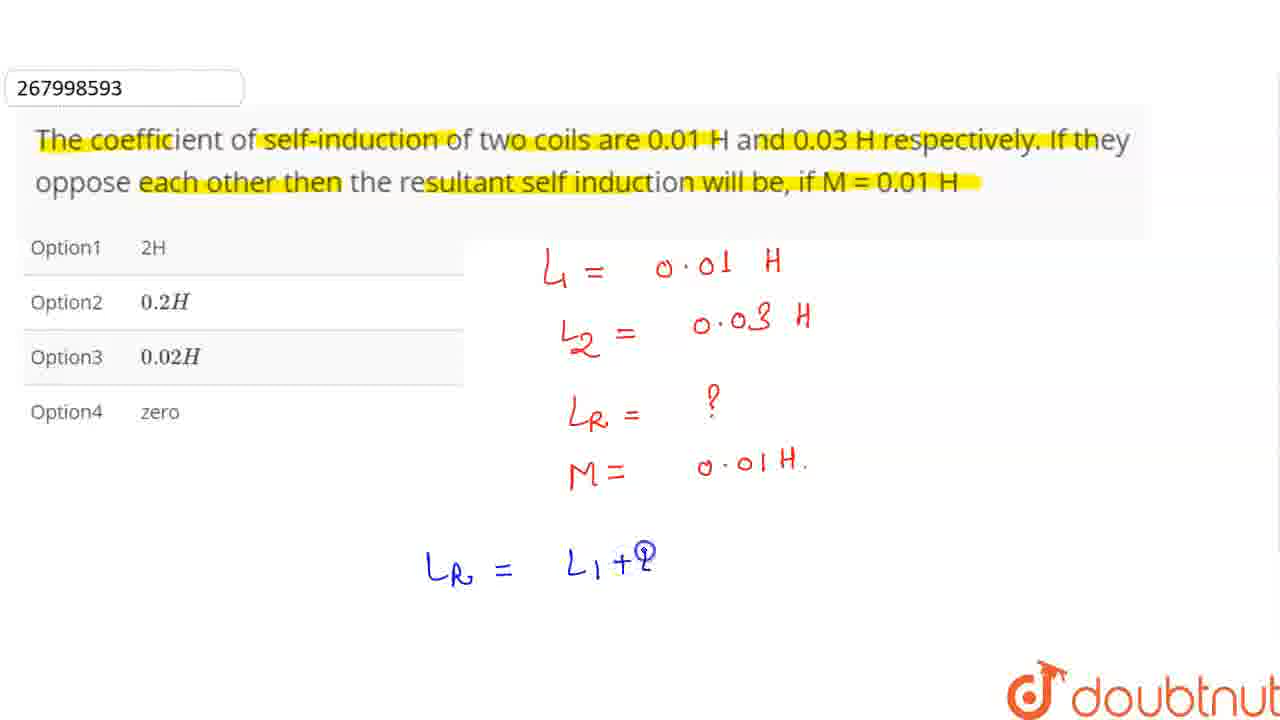 267998593
The coefficient of self-induction of two coils are 0.01 H and 0.03 H respectively. If they
oppose each other then the resultant self induction will be, if M = 0.01 H
Option1 2H
Option2 0.2H
Option3 0.02H
Option4 zero
L1 = 0.01 H
L2 = 0.03 H
LR = ?
M = 0.01 H.
LR = L1 +
doubtnut